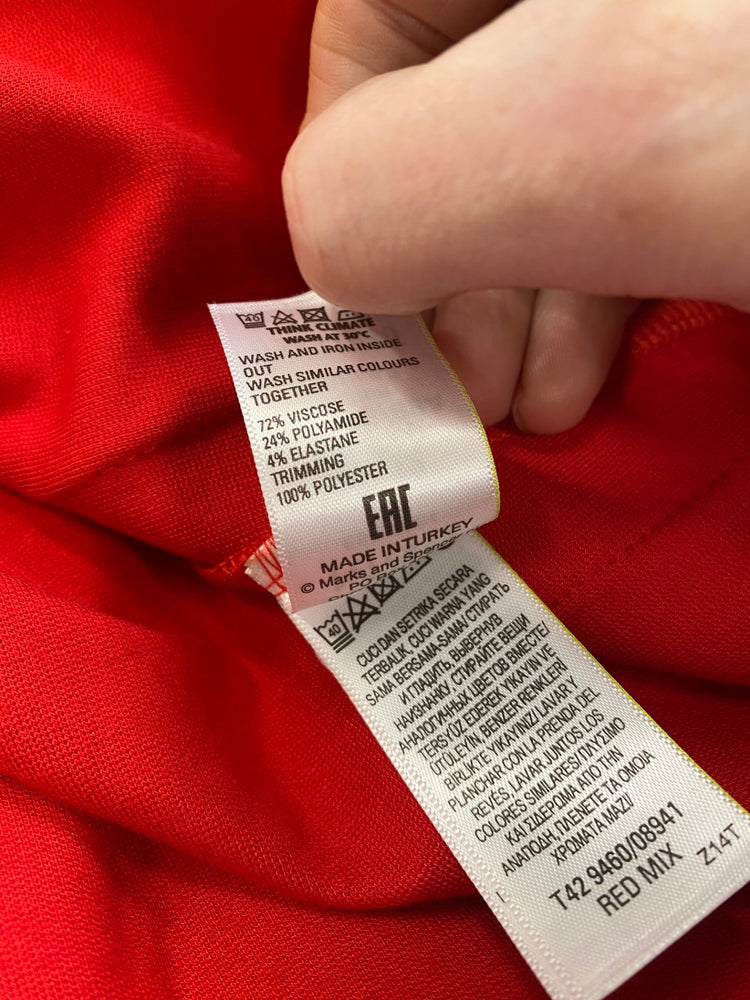 40
THINK CLIMATE
WASH AT 30°C
WASH AND IRON INSIDE
OUT
WASH SIMILAR COLOURS
TOGETHER
72% VISCOSE
24% POLYAMIDE
4% ELASTANE
TRIMMING
100% POLYESTER
EAC
MADE IN TURKEY
© Marks and Spencer
PO
40
CUCI DAN SETRIKA SECARA
TERBALIK, CUCI WARNA YANG
SAMA BERSAMA-SAMA/ СТИРАТЬ
И ГЛАДИТЬ, ВЫВЕРНУВ
НАИЗНАНКУ, СТИРАЙТЕ ВЕЩИ
АНАЛОГИЧНЫХ ЦВЕТОВ ВМЕСТЕ/
TERSYÜZ EDEREK YIKAYIN VE
ÜTÜLEYİN. BENZER RENKLERİ
BİRLİKTE YIKAYINIZ/ LAVAR Y
PLANCHAR CON LA PRENDA DEL
REVÉS, LAVAR JUNTOS LOS
COLORES SIMILARES/ ΠΛΥΣΙΜΟ
ΚΑΙ ΣΙΔΕΡΩΜΑ ΑΠΟ ΤΗΝ
ΑΝΑΠΟΔΗ, ΠΛΕΝΕΤΕ ΤΑ ΟΜΟΙΑ
ΧΡΩΜΑΤΑ ΜΑΖΙ/
T42 9460/08941
RED MIX
Z14T